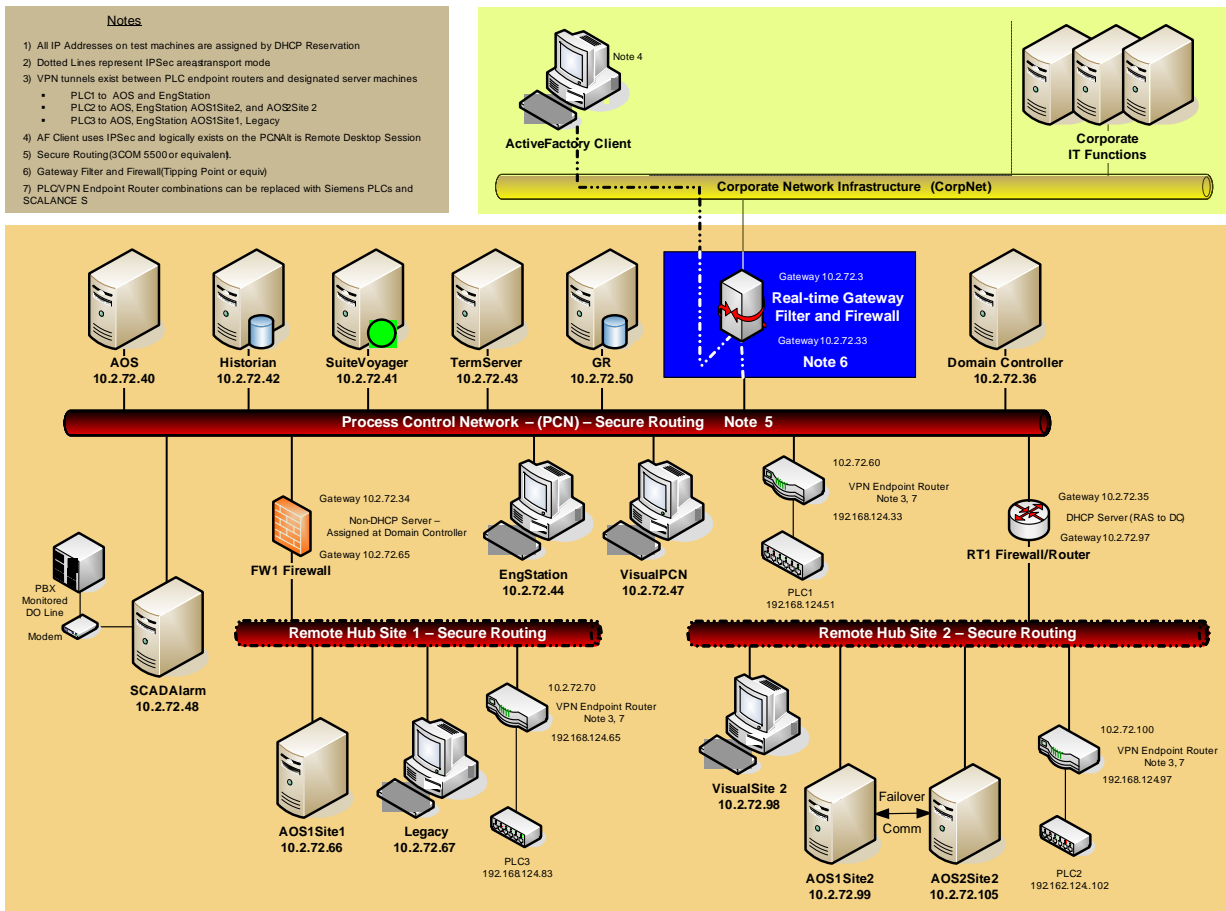 Notes
1) All IP Addresses on test machines are assigned by DHCP Reservation
2) Dotted Lines represent IPSec area,transport mode.
3) VPN tunnels exist between PLC endpoint routers and designated server machines
▪ PLC1 to AOS and EngStation
▪ PLC2 to AOS, EngStation, AOS1Site2, and AOS2Site 2
▪ PLC3 to AOS, EngStation, AOS1Site1, Legacy
4) AF Client uses IPSec and logically exists on the PCNAlt is Remote Desktop Session
5) Secure Routing(3COM 5500 or equivalent).
6) Gateway Filter and Firewall(Tipping Point or equiv)
7) PLC/VPN Endpoint Router combinations can be replaced with Siemens PLCs and
SCALANCE S
Note 4
ActiveFactory Client
Corporate
IT Functions
Corporate Network Infrastructure (CorpNet)
Gateway 10.2.72.3
Real-time Gateway
Filter and Firewall
Gateway 10.2.72.33
Note 6
AOS
10.2.72.40
Historian
10.2.72.42
SuiteVoyager
10.2.72.41
TermServer
10.2.72.43
GR
10.2.72.50
Domain Controller
10.2.72.36
Process Control Network – (PCN) – Secure Routing Note 5
Gateway 10.2.72.34
Non-DHCP Server –
Assigned at Domain Controller
Gateway 10.2.72.65
FW1 Firewall
EngStation
10.2.72.44
VisualPCN
10.2.72.47
10.2.72.60
VPN Endpoint Router
Note 3, 7
192.168.124.33
PLC1
192.168.124.51
Gateway 10.2.72.35
DHCP Server (RAS to DC)
Gateway 10.2.72.97
RT1 Firewall/Router
PBX
Monitored
DO Line
Modem
SCADAlarm
10.2.72.48
Remote Hub Site 1 – Secure Routing
Remote Hub Site 2 – Secure Routing
AOS1Site1
10.2.72.66
Legacy
10.2.72.67
10.2.72.70
VPN Endpoint Router
Note 3, 7
192.168.124.65
PLC3
192.168.124.83
VisualSite 2
10.2.72.98
Failover
Comm
AOS1Site2
10.2.72.99
AOS2Site2
10.2.72.105
10.2.72.100
VPN Endpoint Router
Note 3, 7
192.168.124.97
PLC2
192.162.124..102